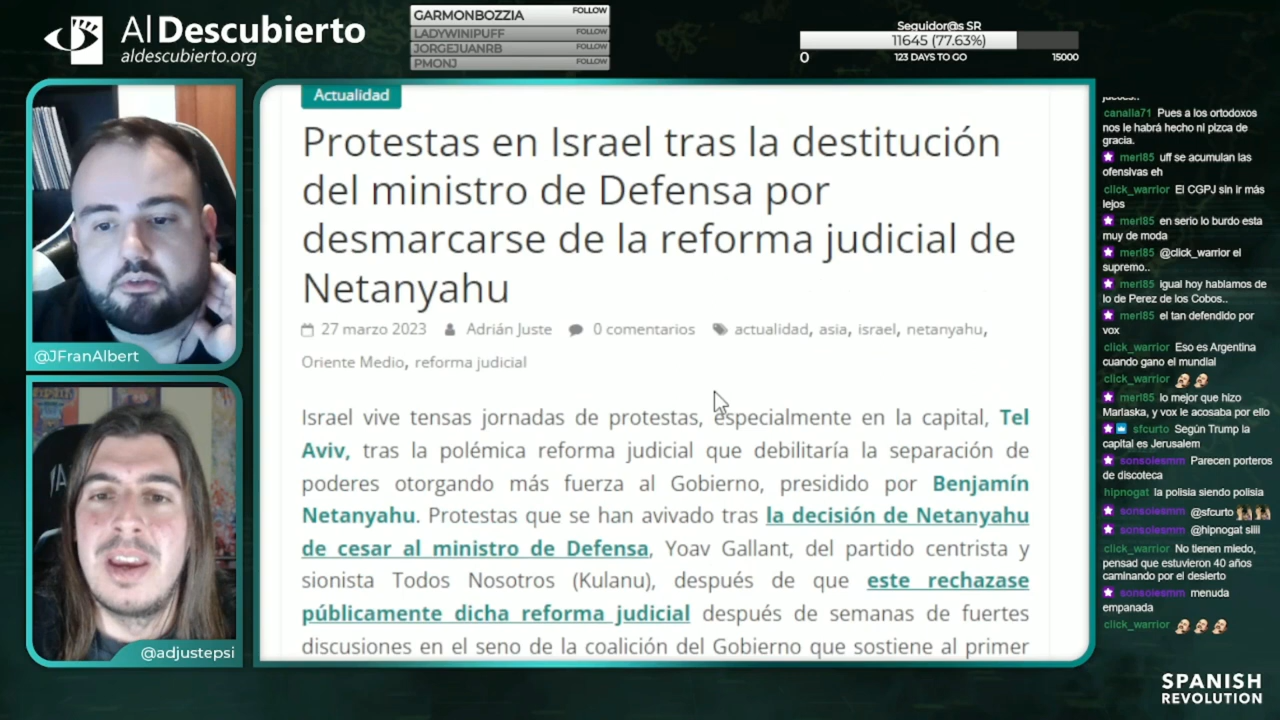 Al Descubierto
aldescubierto.org
GARMONBOZZIA FOLLOW
LADYWINIPUFF FOLLOW
JORGEJUANRB FOLLOW
PMONJ FOLLOW
Seguidor@s SR
11645 (77.63%)
0 123 DAYS TO GO 15000
@JFranAlbert
@adjustepsi
Actualidad
Protestas en Israel tras la destitución
del ministro de Defensa por
desmarcarse de la reforma judicial de
Netanyahu
27 marzo 2023 Adrián Juste 0 comentarios actualidad, asia, israel, netanyahu,
Oriente Medio, reforma judicial
Israel vive tensas jornadas de protestas, especialmente en la capital, Tel
Aviv, tras la polémica reforma judicial que debilitaría la separación de
poderes otorgando más fuerza al Gobierno, presidido por Benjamín
Netanyahu. Protestas que se han avivado tras la decisión de Netanyahu
de cesar al ministro de Defensa, Yoav Gallant, del partido centrista y
sionista Todos Nosotros (Kulanu), después de que este rechazase
públicamente dicha reforma judicial después de semanas de fuertes
discusiones en el seno de la coalición del Gobierno que sostiene al primer
canalla71 Pues a los ortodoxos
nos le habrá hecho ni pizca de
gracia.
merl85 uff se acumulan las
ofensivas eh
click_warrior El CGPJ sin ir más
lejos
merl85 en serio lo burdo esta
muy de moda
merl85 @click_warrior el
supremo..
merl85 Igual hoy hablamos de
lo de Perez de los Cobos..
merl85 el tan defendido por
vox
click_warrior Eso es Argentina
cuando gano el mundial
click_warrior
merl85 lo mejor que hizo
Marlaska, y vox le acosaba por ello
sfcurto Según Trump la
capital es Jerusalem
sonsolesmm Parecen porteros
de discoteca
hipnogat la polisia siendo polisia
sonsolesmm @sfcurto
sonsolesmm @hipnogat siiii
click_warrior No tienen miedo,
pensad que estuvieron 40 años
caminando por el desierto
sonsolesmm menuda
empanada
click_warrior
SPANISH
REVOLUTION